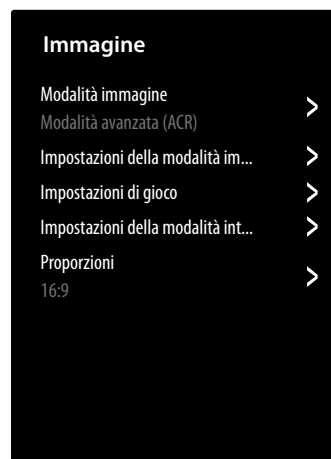 Immagine
Modalità immagine
Modalità avanzata (ACR)
Impostazioni della modalità im...
Impostazioni di gioco
Impostazioni della modalità int...
Proporzioni
16:9